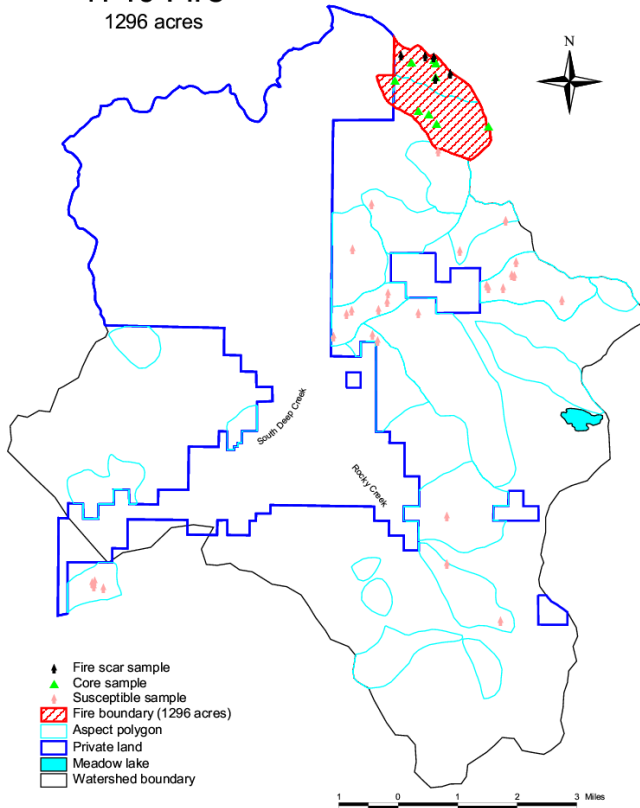 1296 acres
N
South Deep Creek
Rocky Creek
Fire scar sample
Core sample
Susceptible sample
Fire boundary (1296 acres)
Aspect polygon
Private land
Meadow lake
Watershed boundary
1 0 1 2 3 Miles